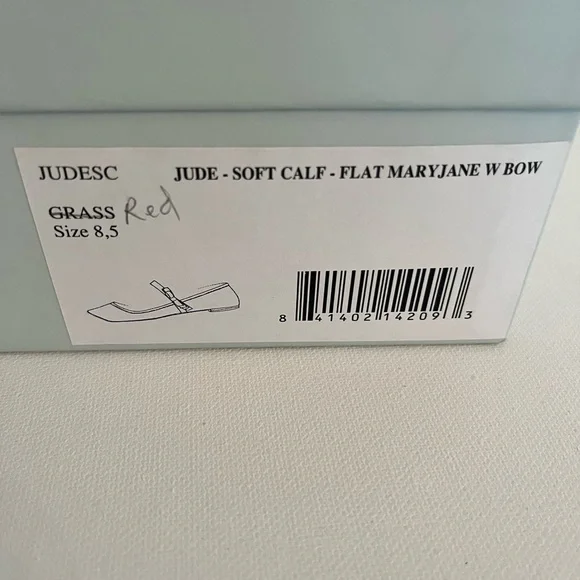 JUDESC JUDE - SOFT CALF - FLAT MARYJANE W BOW
GRASS Red
Size 8,5
8 41402 14209 3